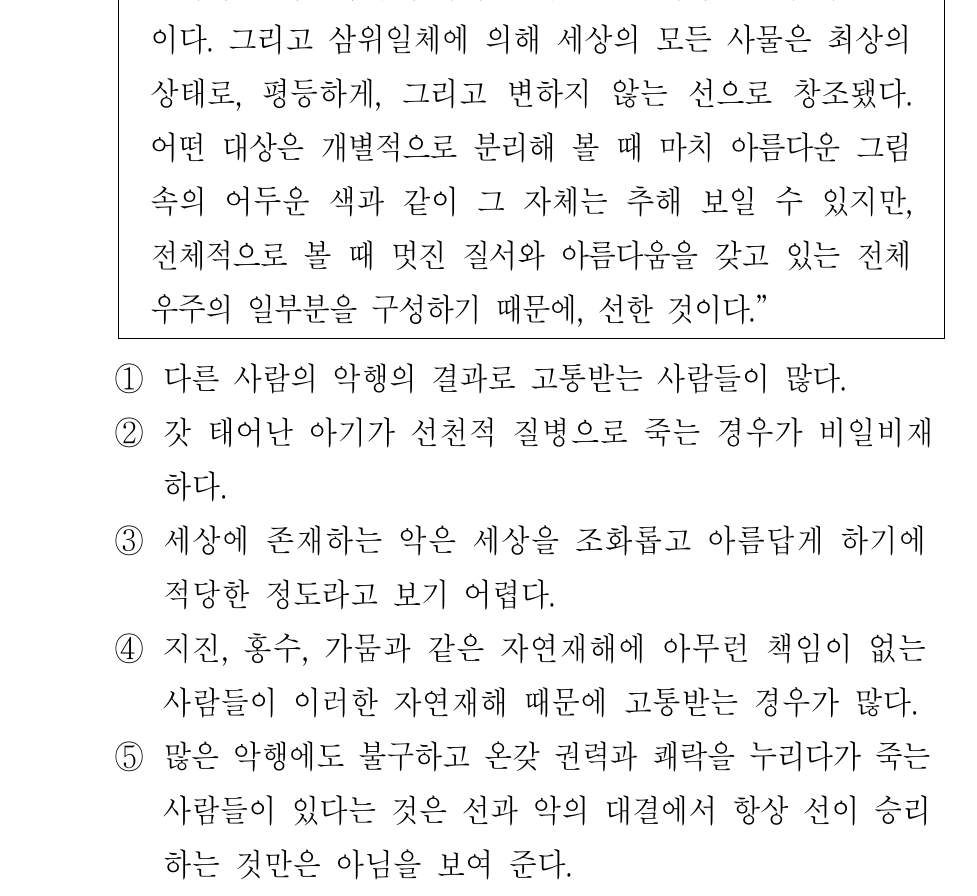 이다. 그리고 삼위일체에 의해 세상의 모든 사물은 최상의
상태로, 평등하게, 그리고 변하지 않는 선으로 창조됐다.
어떤 대상은 개별적으로 분리해 볼 때 마치 아름다운 그림
속의 어두운 색과 같이 그 자체는 추해 보일 수 있지만,
전체적으로 볼 때 멋진 질서와 아름다움을 갖고 있는 전체
우주의 일부분을 구성하기 때문에, 선한 것이다.”
① 다른 사람의 악행의 결과로 고통받는 사람들이 많다.
② 갓 태어난 아기가 선천적 질병으로 죽는 경우가 비일비재
하다.
③ 세상에 존재하는 악은 세상을 조화롭고 아름답게 하기에
적당한 정도라고 보기 어렵다.
④ 지진, 홍수, 가뭄과 같은 자연재해에 아무런 책임이 없는
사람들이 이러한 자연재해 때문에 고통받는 경우가 많다.
⑤ 많은 악행에도 불구하고 온갖 권력과 쾌락을 누리다가 죽는
사람들이 있다는 것은 선과 악의 대결에서 항상 선이 승리
하는 것만은 아님을 보여 준다.